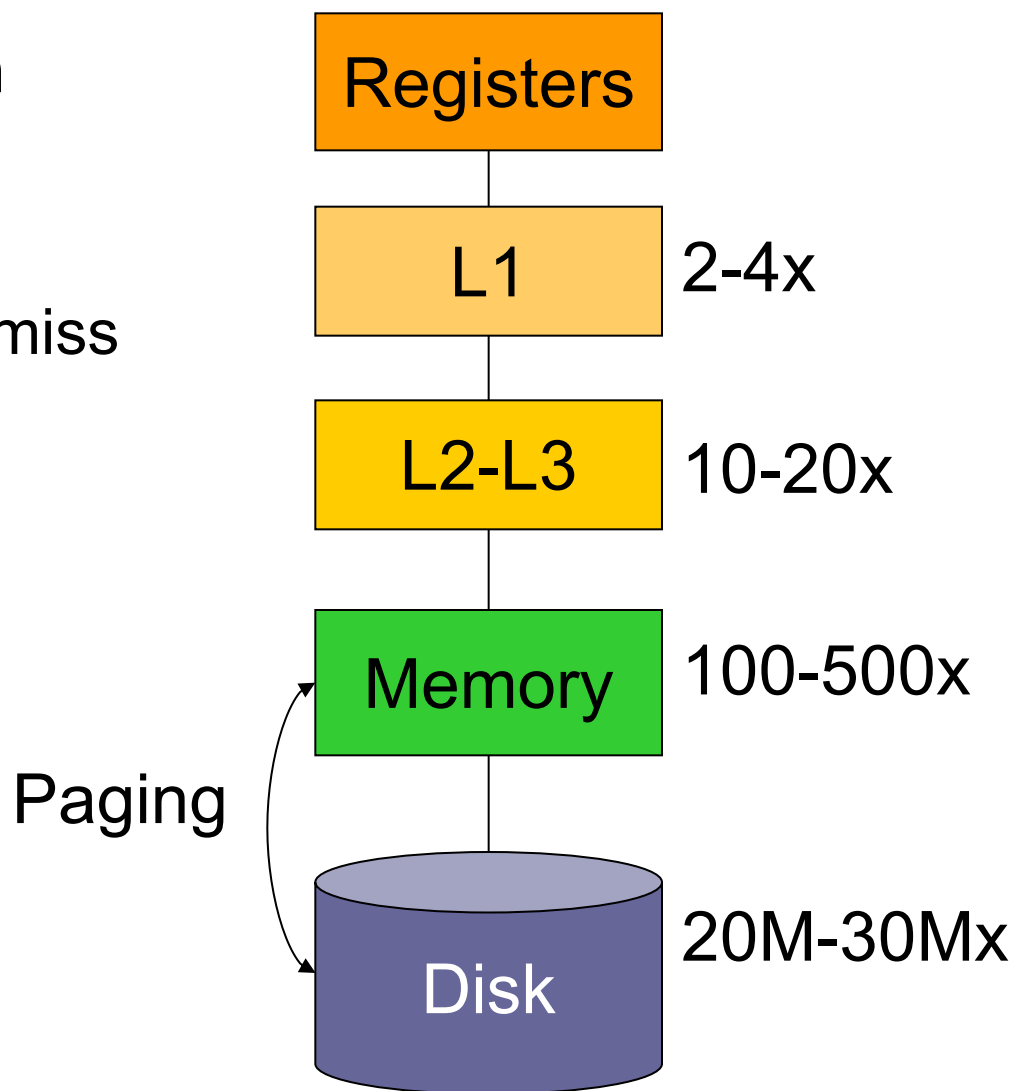 Registers
L1
2-4x
miss
L2-L3
10-20x
Memory
100-500x
Paging
Disk
20M-30Mx